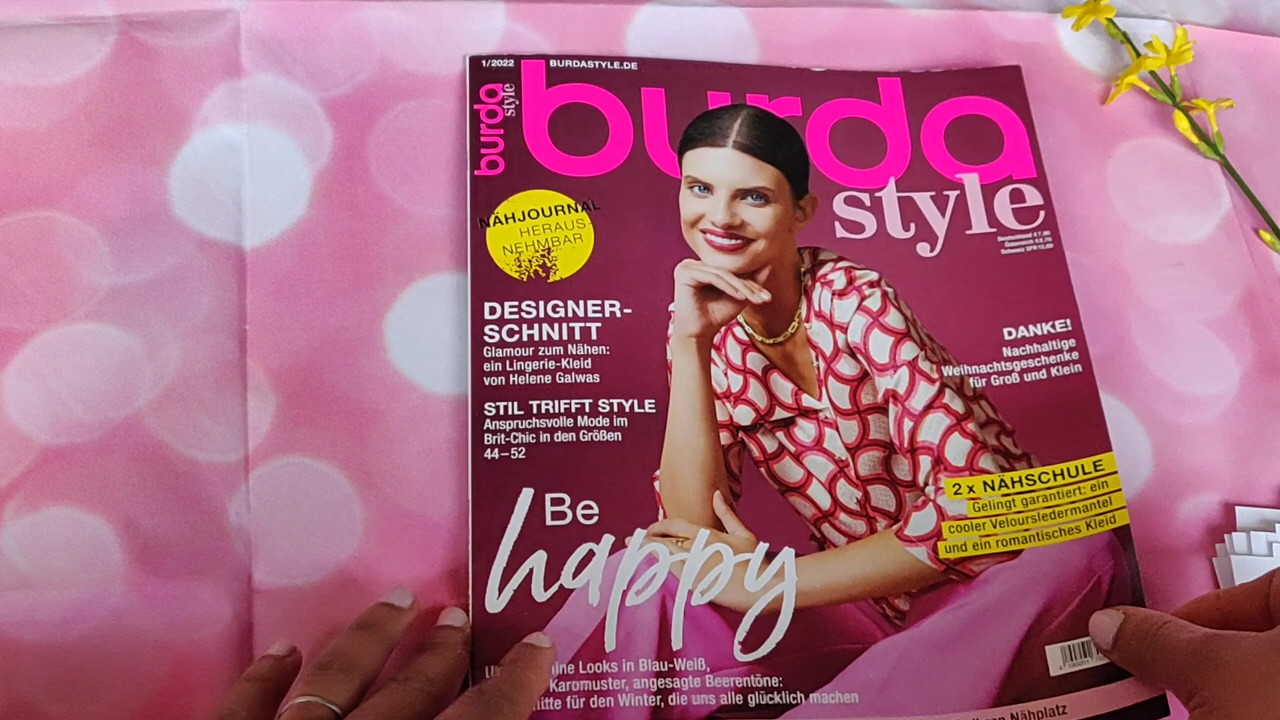 1/2022 BURDASTYLE.DE
burda style
burda
style
Deutschland € 7,90
NÄHJOURNAL
HERAUS-
NEHMBAR
DESIGNER-
SCHNITT
Glamour zum Nähen:
ein Lingerie-Kleid
von Helene Galwas
STIL TRIFFT STYLE
Anspruchsvolle Mode im
Brit-Chic in den Größen
44–52
DANKE!
Nachhaltige
Weihnachtsgeschenke
für Groß und Klein
2 x NÄHSCHULE
Gelingt garantiert: ein
cooler Veloursledermantel
und ein romantisches Kleid
Be
happy
Looks in Blau-Weiß,
Karomuster, angesagte Beerentöne:
für den Winter, die uns alle glücklich machen
Nähplatz